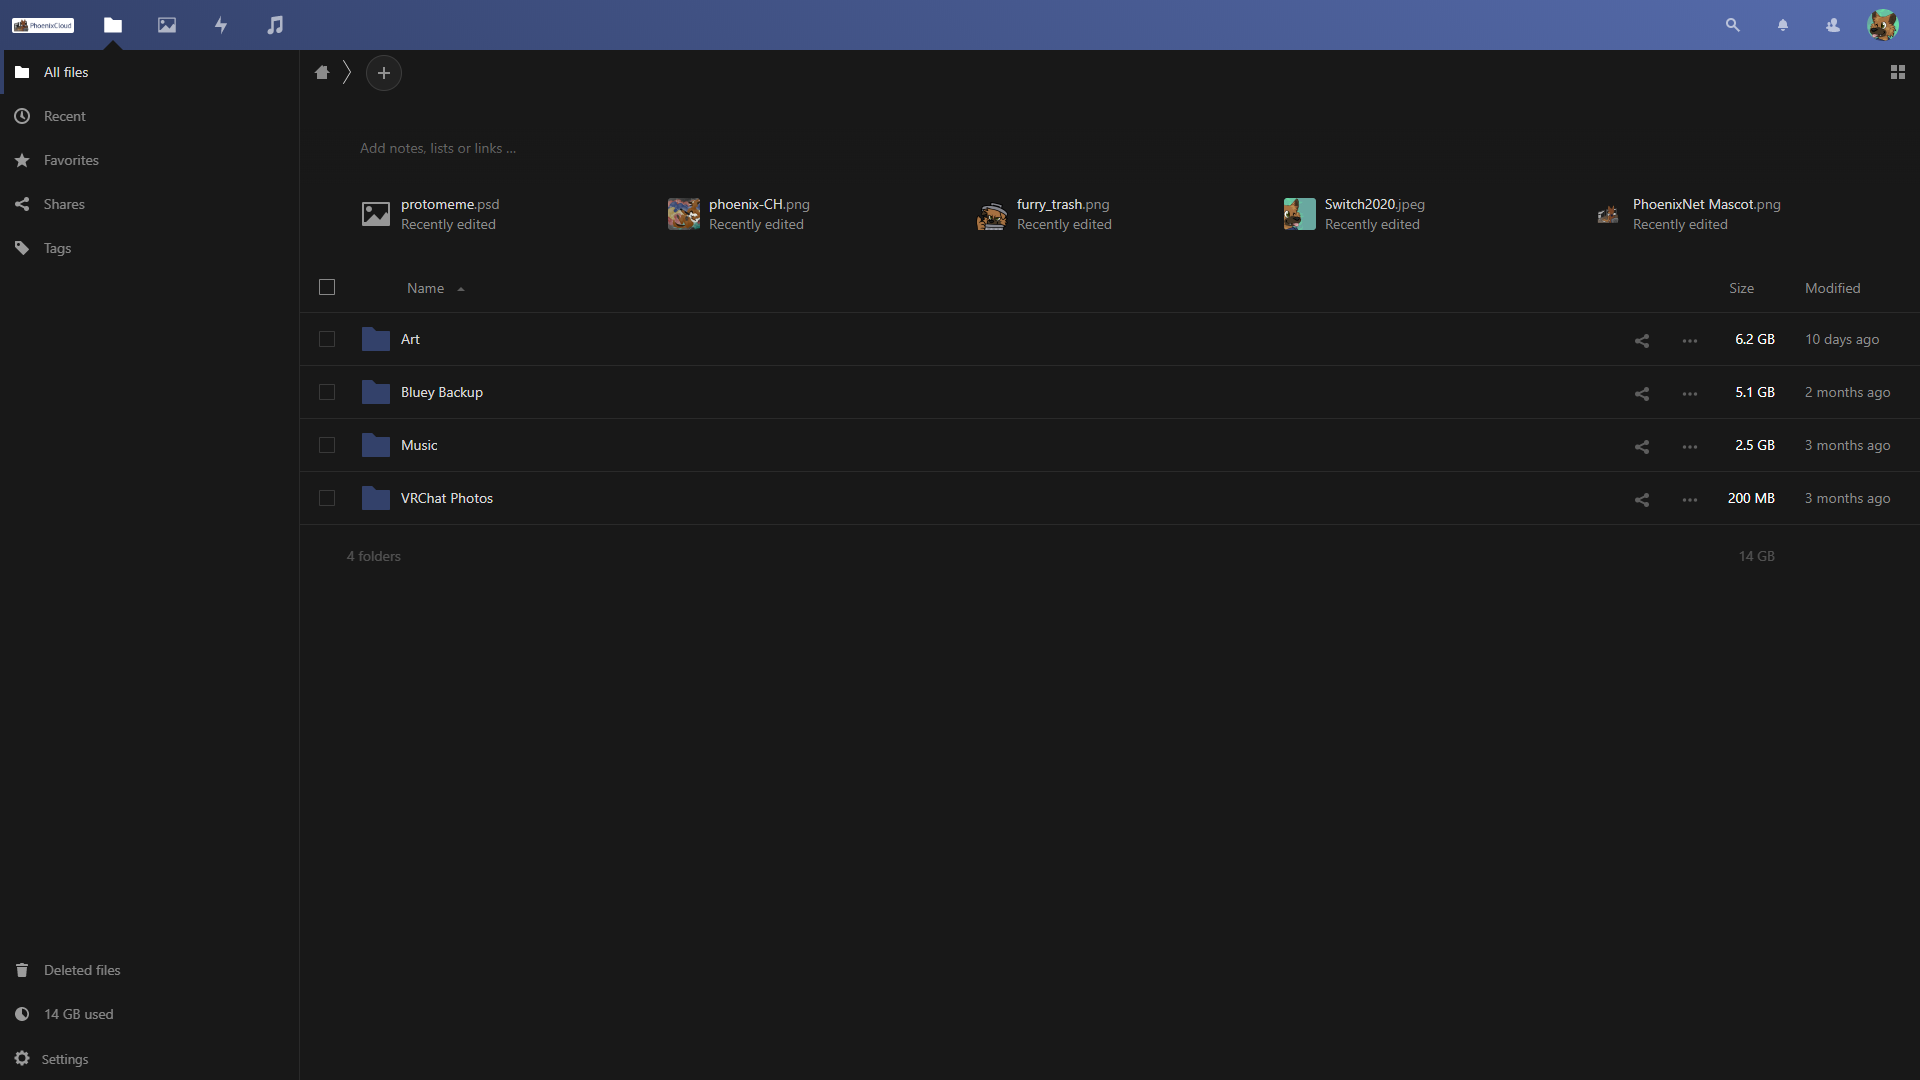 PhoenixCloud
All files
Recent
Favorites
Shares
Tags
Add notes, lists or links ...
protomeme.psd
Recently edited
phoenix-CH.png
Recently edited
furry_trash.png
Recently edited
Switch2020.jpeg
Recently edited
PhoenixNet Mascot.png
Recently edited
Name Size Modified
Art 6.2 GB 10 days ago
Bluey Backup 5.1 GB 2 months ago
Music 2.5 GB 3 months ago
VRChat Photos 200 MB 3 months ago
4 folders 14 GB
Deleted files
14 GB used
Settings